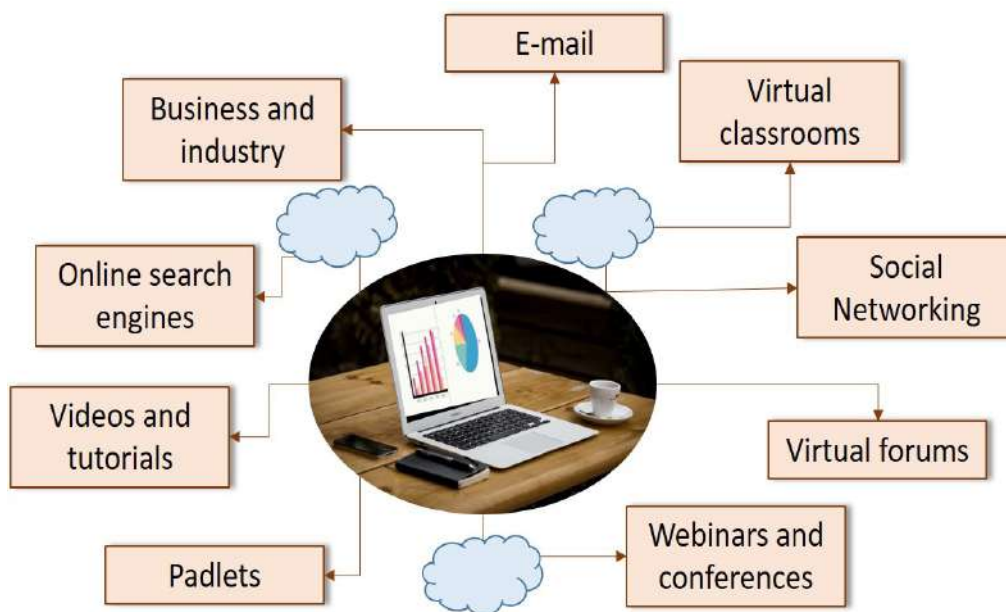 E-mail
Business and
industry
Virtual
classrooms
Online search
engines
Social
Networking
Videos and
tutorials
Virtual forums
Padlets
Webinars and
conferences